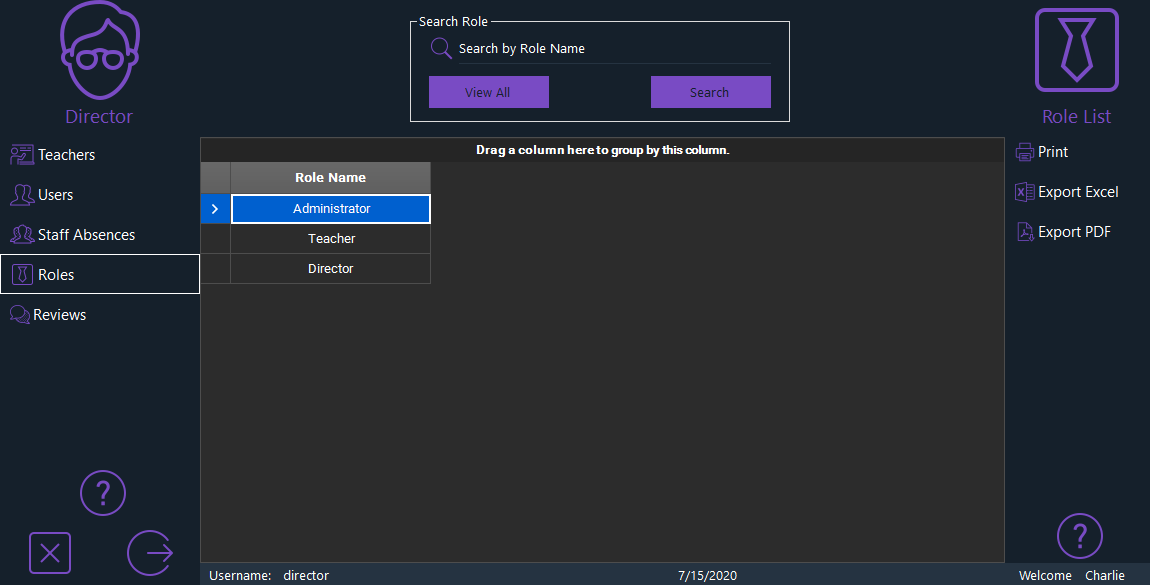 Search Role
Search by Role Name
View All
Search
Director
Role List
Teachers
Users
Staff Absences
Roles
Reviews
Drag a column here to group by this column.
Role Name
Administrator
Teacher
Director
Print
Export Excel
Export PDF
?
?
Username: director
7/15/2020
Welcome Charlie